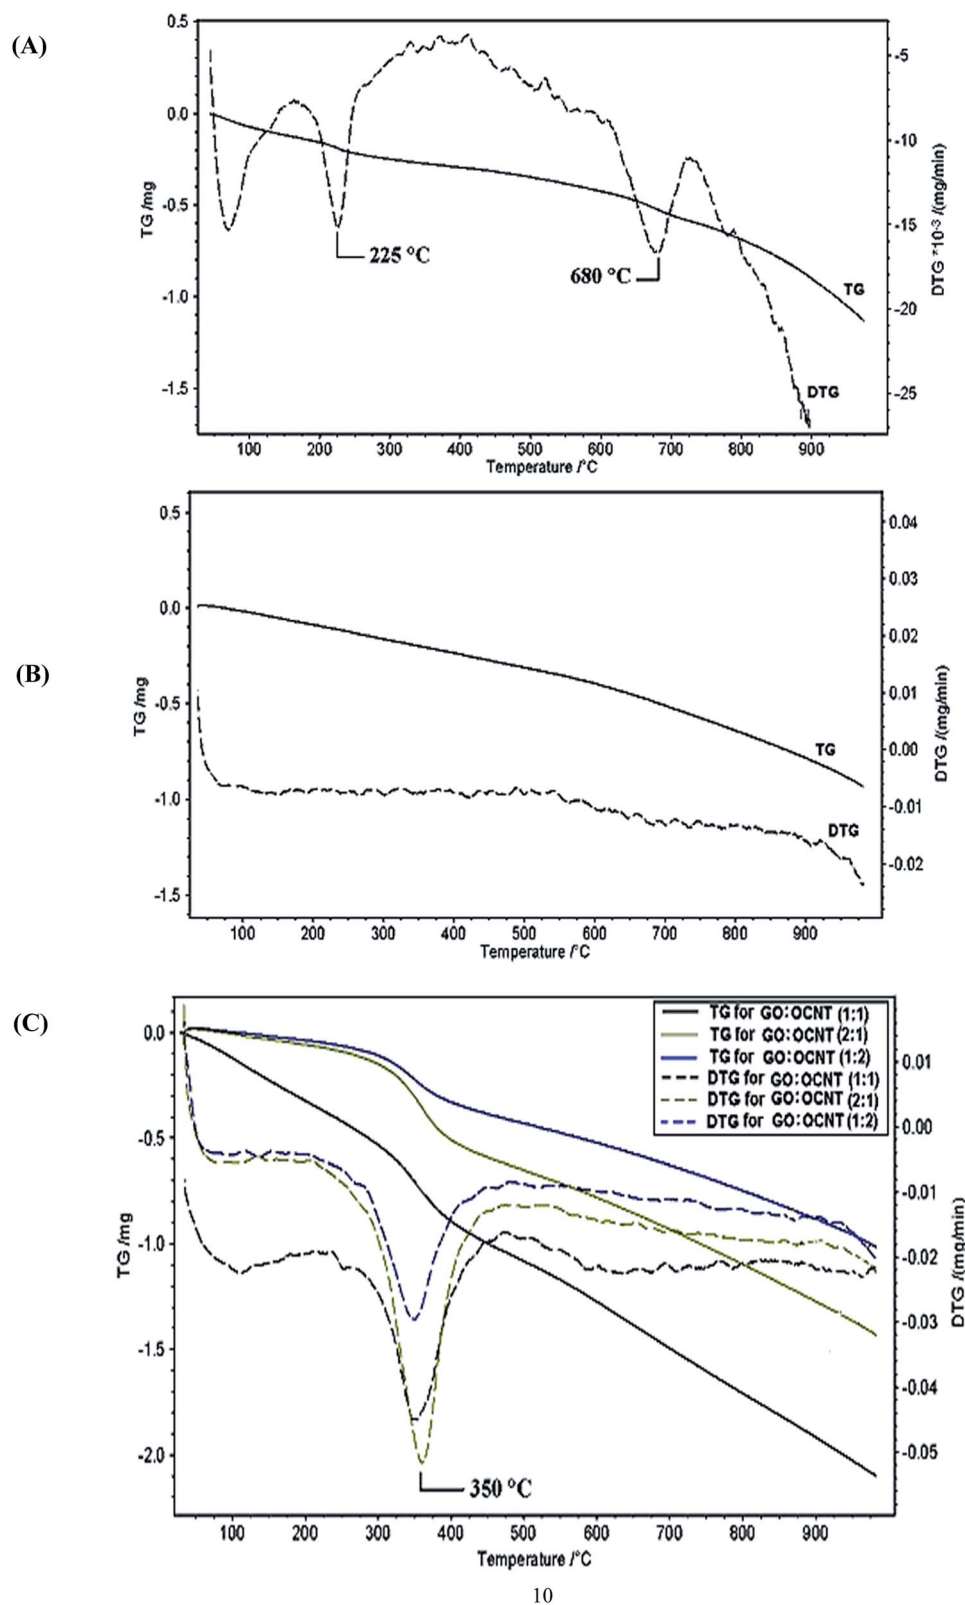 (A)
0.5
0.0
-0.5
-1.0
-1.5
TG /mg
-5
-10
-15
-20
-25
DTG *10-3 /(mg/min)
225 °C
680 °C
TG
DTG
100 200 300 400 500 600 700 800 900
Temperature /°C
(B)
0.5
0.0
-0.5
-1.0
-1.5
TG /mg
0.04
0.03
0.02
0.01
0.00
-0.01
-0.02
DTG /(mg/min)
TG
DTG
100 200 300 400 500 600 700 800 900
Temperature /°C
(C)
TG for GO:OCNT (1:1)
TG for GO:OCNT (2:1)
TG for GO:OCNT (1:2)
DTG for GO:OCNT (1:1)
DTG for GO:OCNT (2:1)
DTG for GO:OCNT (1:2)
0.0
-0.5
-1.0
-1.5
-2.0
TG /mg
0.01
0.00
-0.01
-0.02
-0.03
-0.04
-0.05
DTG /(mg/min)
350 °C
100 200 300 400 500 600 700 800 900
Temperature /°C
10